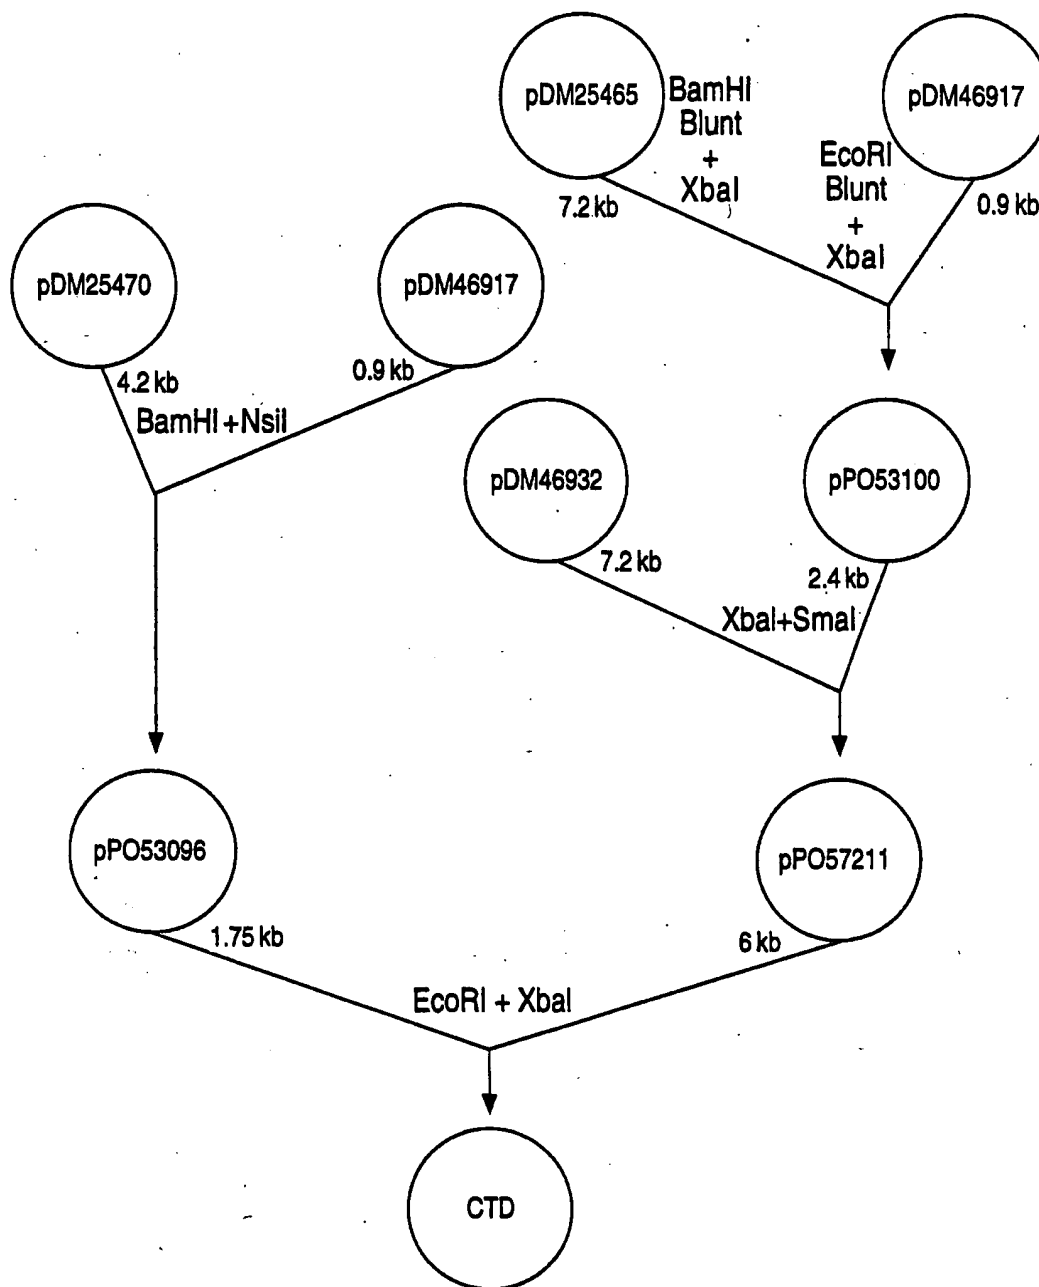 pDM25465
BamHI
Blunt
+
XbaI
7.2 kb
pDM46917
EcoRI
Blunt
+
XbaI
0.9 kb
pDM25470
4.2 kb
pDM46917
0.9 kb
BamHI + NsiI
pDM46932
7.2 kb
pPO53100
2.4 kb
XbaI+SmaI
pPO53096
1.75 kb
pPO57211
6 kb
EcoRI + XbaI
CTD